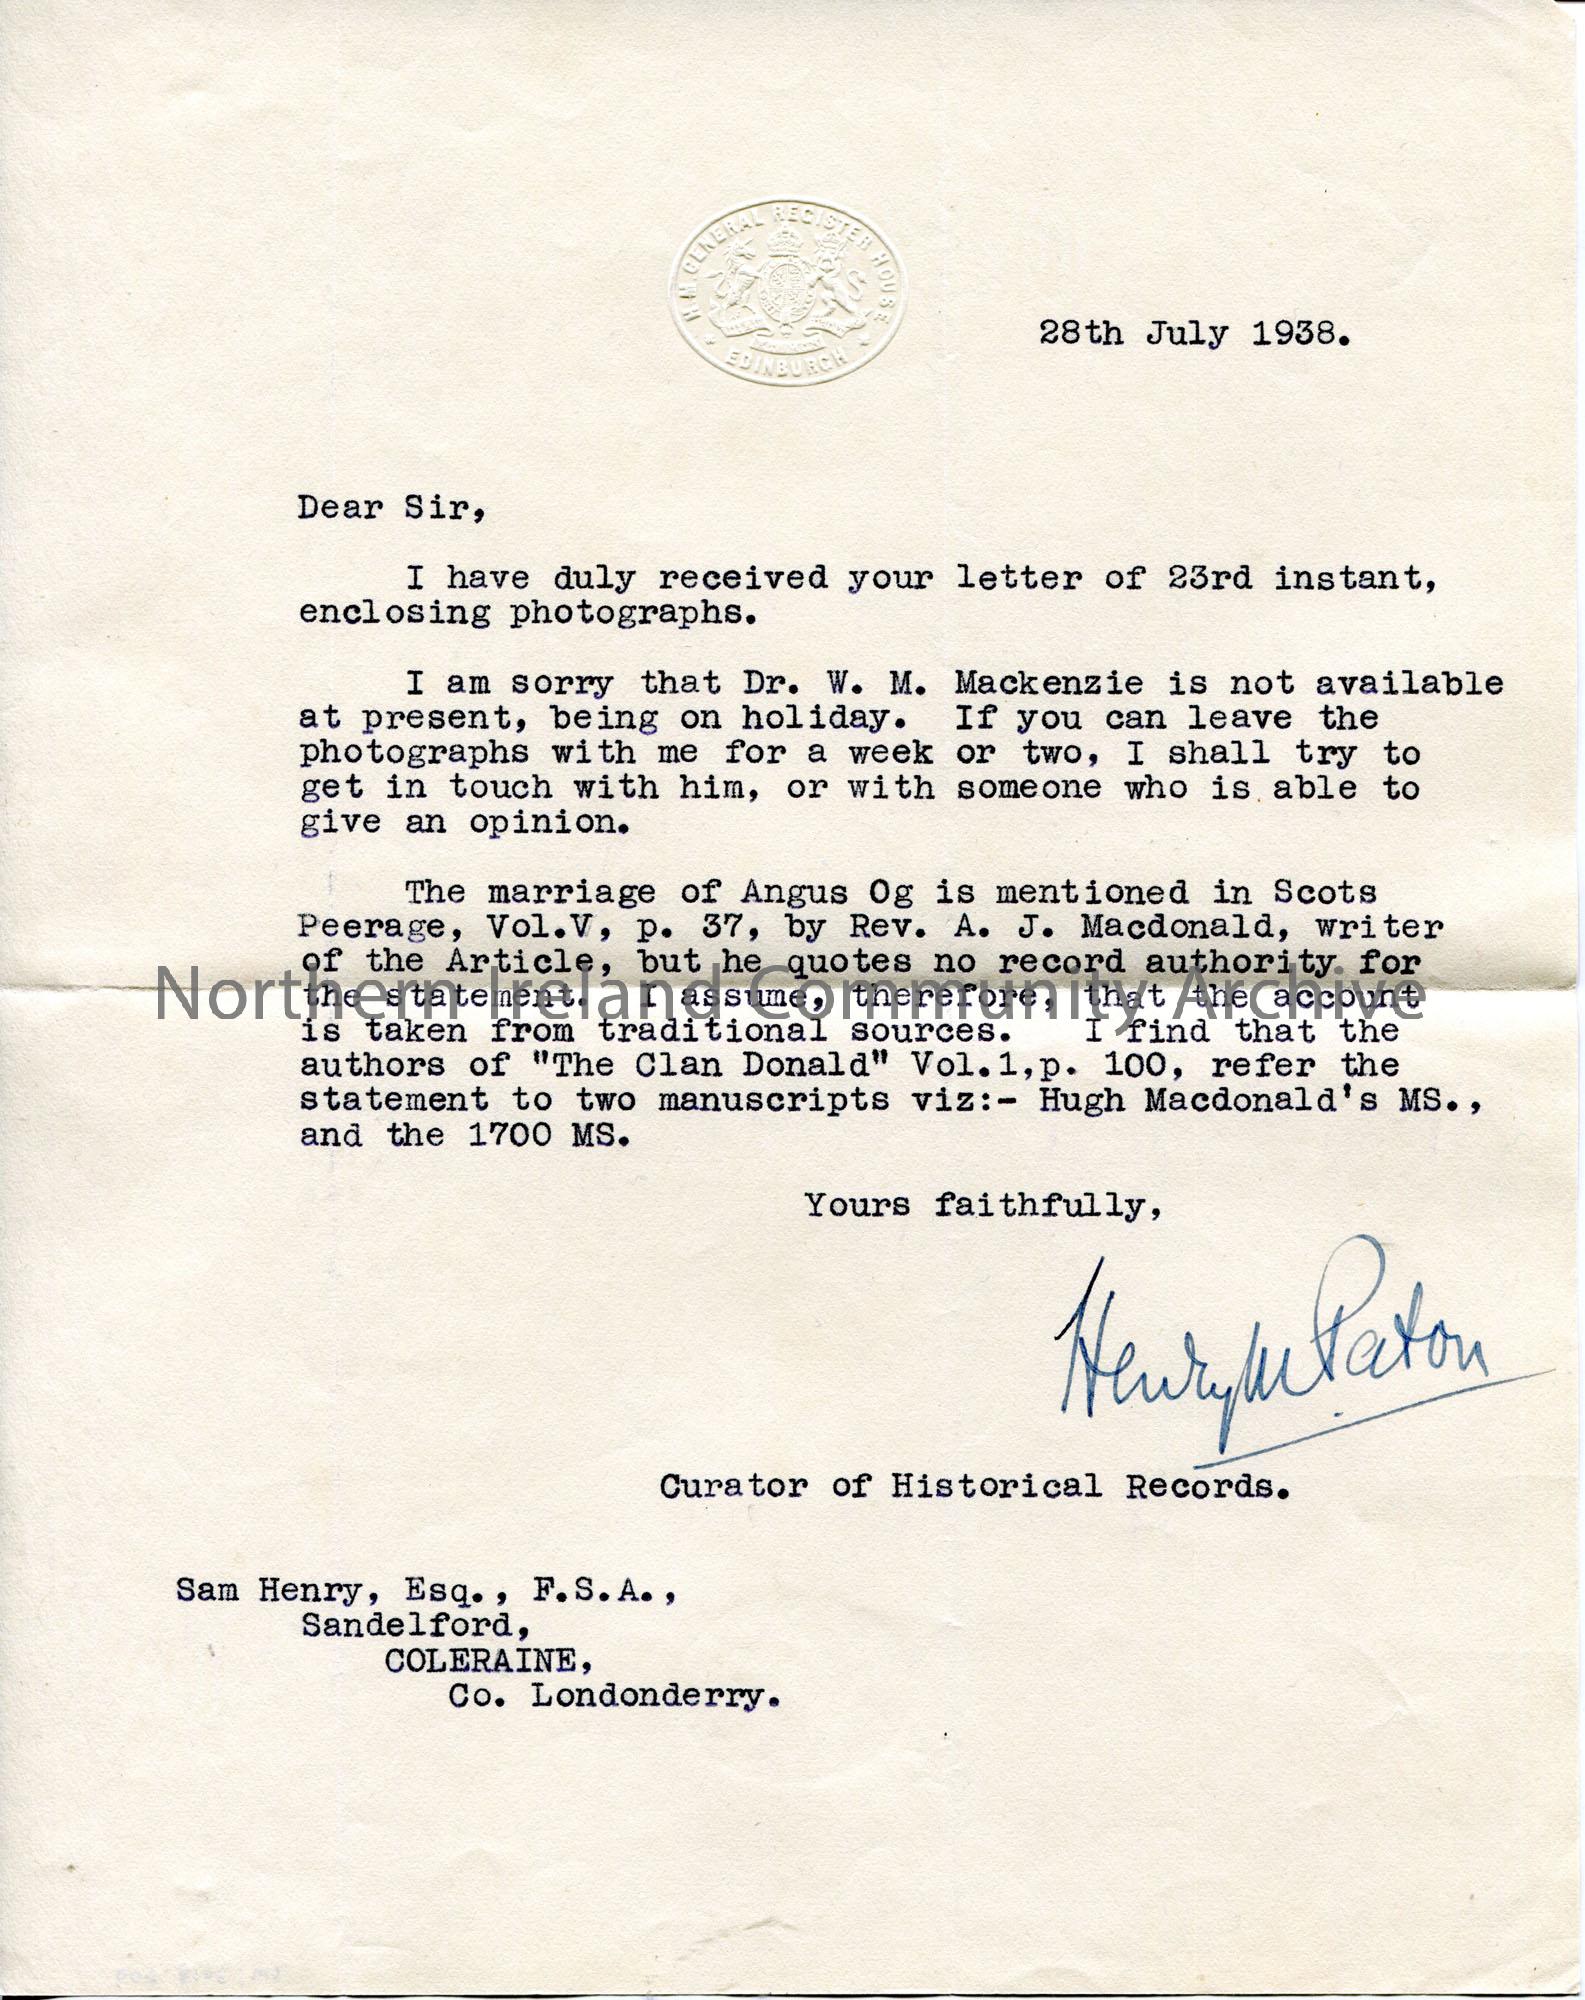 H.M. GENERAL REGISTER HOUSE
EDINBURGH
28th July 1938.
Dear Sir,
I have duly received your letter of 23rd instant,
enclosing photographs.
I am sorry that Dr. W. M. Mackenzie is not available
at present, being on holiday. If you can leave the
photographs with me for a week or two, I shall try to
get in touch with him, or with someone who is able to
give an opinion.
The marriage of Angus Og is mentioned in Scots
Peerage, Vol.V, p. 37, by Rev. A. J. Macdonald, writer
of the Article, but he quotes no record authority for
the statement. I assume, therefore, that the account
is taken from traditional sources. I find that the
authors of "The Clan Donald" Vol.1,p. 100, refer the
statement to two manuscripts viz:- Hugh Macdonald's MS.,
and the 1700 MS.
Yours faithfully,
Henry M Paton
Curator of Historical Records.
Sam Henry, Esq., F.S.A.,
Sandelford,
COLERAINE,
Co. Londonderry.
Northern Ireland Community Archive